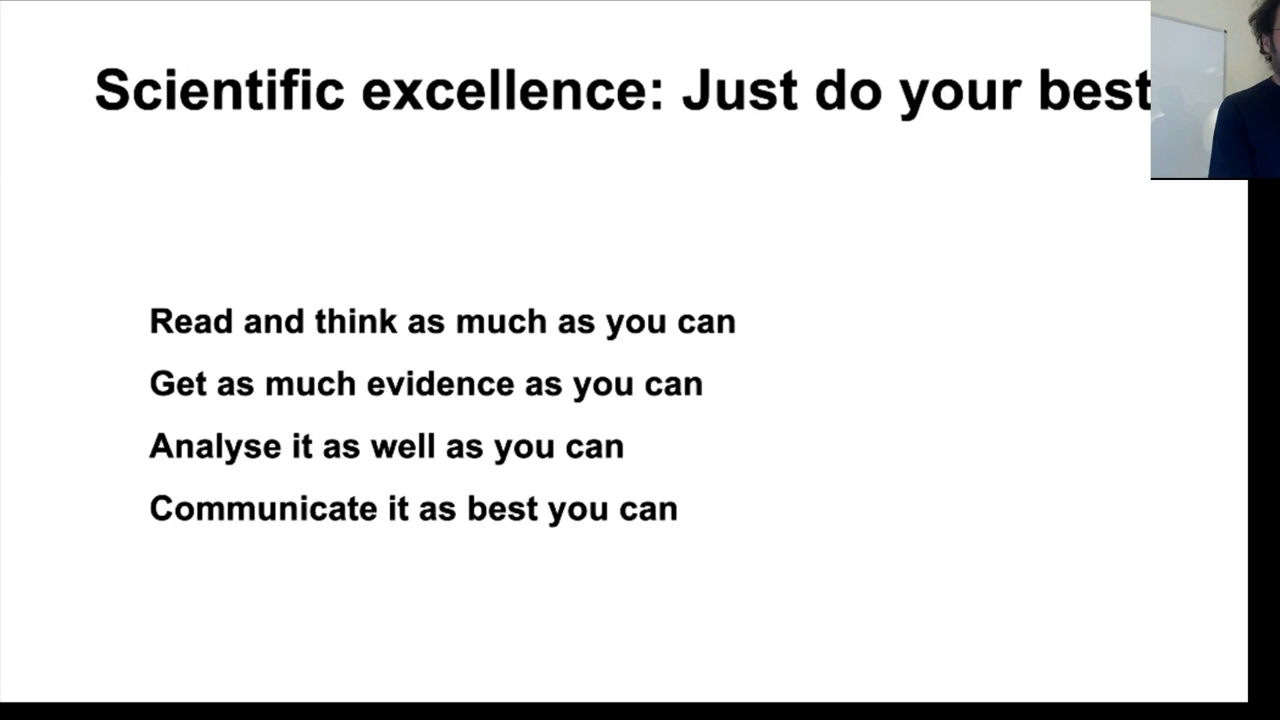 Scientific excellence: Just do your best
Read and think as much as you can
Get as much evidence as you can
Analyse it as well as you can
Communicate it as best you can